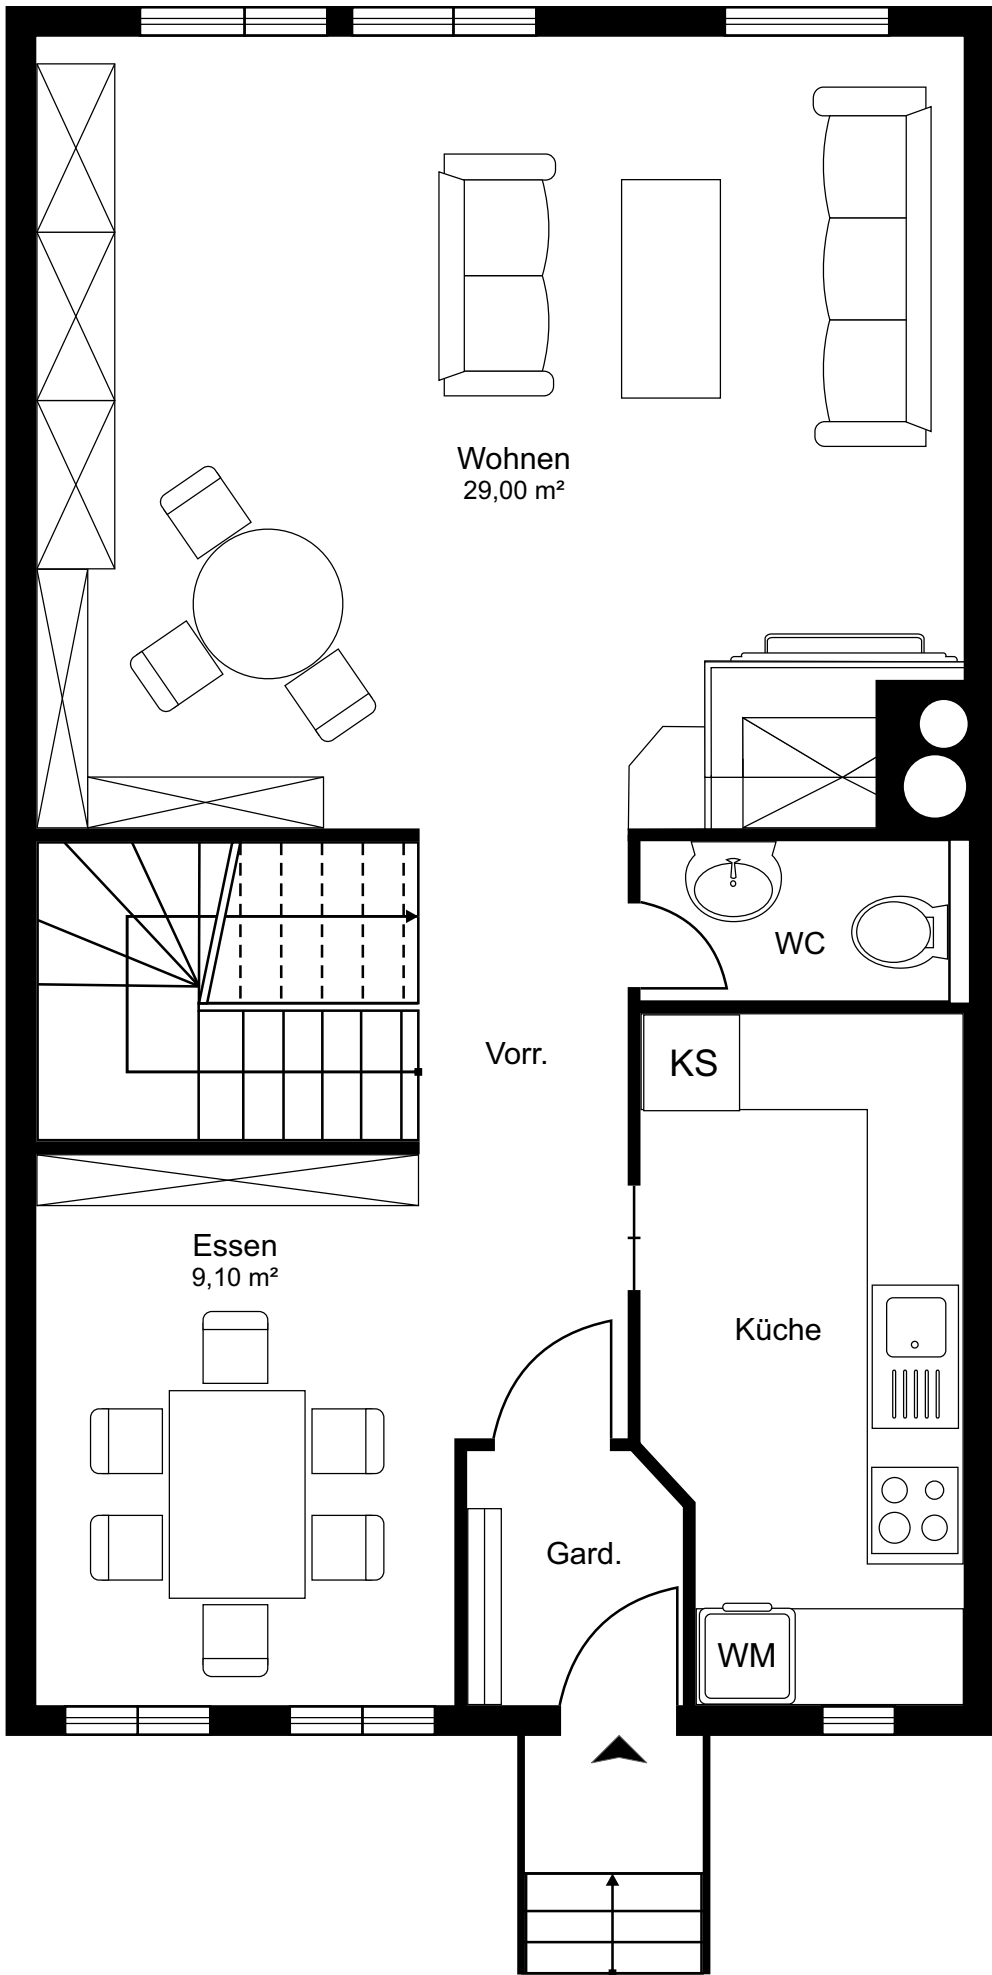 Wohnen
29,00 m²
WC
Vorr.
KS
Essen
9,10 m²
Küche
Gard.
WM